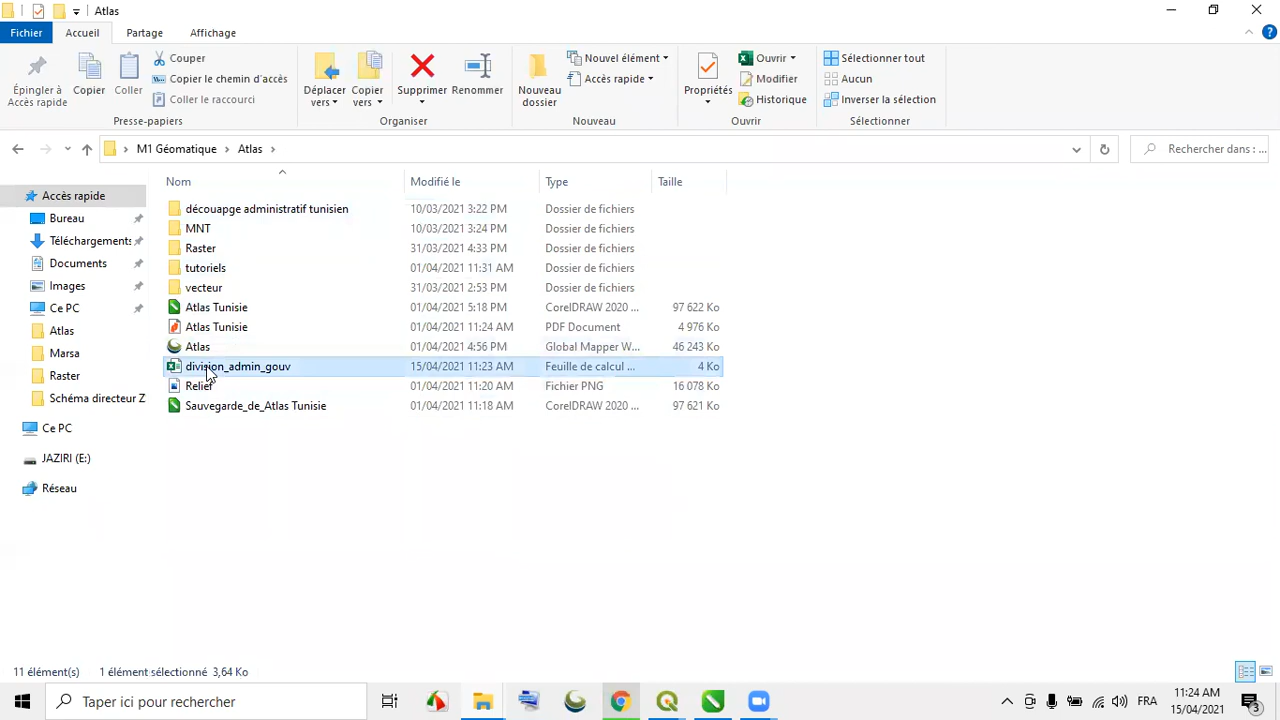 Atlas
Fichier
Accueil
Partage
Affichage
Épingler à
Accès rapide
Copier
Coller
Couper
Copier le chemin d'accès
Coller le raccourci
Presse-papiers
Déplacer
vers
Copier
vers
Supprimer
Renommer
Organiser
Nouveau
dossier
Nouvel élément
Accès rapide
Nouveau
Propriétés
Ouvrir
Modifier
Historique
Ouvrir
Sélectionner tout
Aucun
Inverser la sélection
Sélectionner
M1 Géomatique > Atlas >
Rechercher dans : ...
Nom Modifié le Type Taille
découapge administratif tunisien 10/03/2021 3:22 PM Dossier de fichiers
MNT 10/03/2021 3:24 PM Dossier de fichiers
Raster 31/03/2021 4:33 PM Dossier de fichiers
tutoriels 01/04/2021 11:31 AM Dossier de fichiers
vecteur 31/03/2021 2:53 PM Dossier de fichiers
Atlas Tunisie 01/04/2021 5:18 PM CorelDRAW 2020 ... 97 622 Ko
Atlas Tunisie 01/04/2021 11:24 AM PDF Document 4 976 Ko
Atlas 01/04/2021 4:56 PM Global Mapper W... 46 243 Ko
division_admin_gouv 15/04/2021 11:23 AM Feuille de calcul ... 4 Ko
Relief 01/04/2021 11:20 AM Fichier PNG 16 078 Ko
Sauvegarde_de_Atlas Tunisie 01/04/2021 11:18 AM CorelDRAW 2020 ... 97 621 Ko
Accès rapide
Bureau
Téléchargements
Documents
Images
Ce PC
Atlas
Marsa
Raster
Schéma directeur Z
Ce PC
JAZIRI (E:)
Réseau
11 élément(s) 1 élément sélectionné 3,64 Ko
Taper ici pour rechercher
FRA
11:24 AM
15/04/2021
3